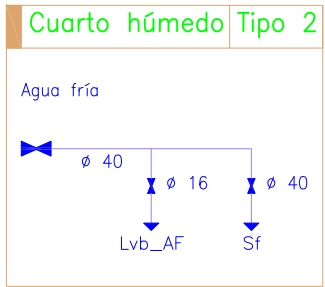 Cuarto húmedo Tipo 2
Agua fría
ϕ 40
ϕ 16 ϕ 40
Lvb_AF Sf